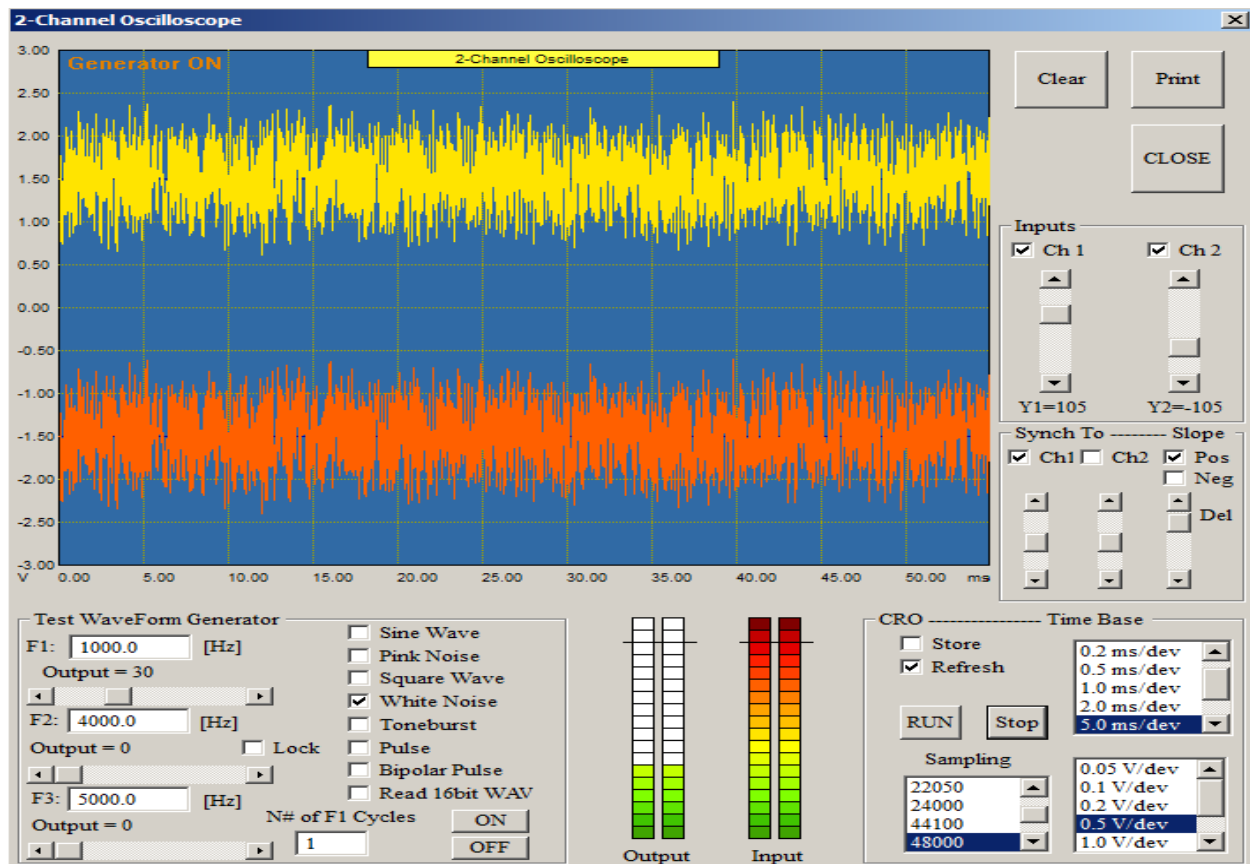 2-Channel Oscilloscope
3.00
Generator ON
2-Channel Oscilloscope
2.50
2.00
1.50
1.00
0.50
0.00
-0.50
-1.00
-1.50
-2.00
-2.50
-3.00
V 0.00 5.00 10.00 15.00 20.00 25.00 30.00 35.00 40.00 45.00 50.00 ms
Clear
Print
CLOSE
Inputs
Ch 1 Ch 2
Y1=105 Y2=-105
Synch To -------- Slope
Ch1 Ch2 Pos
Neg
Del
Test WaveForm Generator
F1: 1000.0 [Hz]
Output = 30
F2: 4000.0 [Hz]
Output = 0 Lock
F3: 5000.0 [Hz]
Output = 0
Sine Wave
Pink Noise
Square Wave
White Noise
Toneburst
Pulse
Bipolar Pulse
Read 16bit WAV
N# of F1 Cycles
1
ON
OFF
Output
Input
CRO ----------------- Time Base
Store
Refresh
RUN
Stop
0.2 ms/dev
0.5 ms/dev
1.0 ms/dev
2.0 ms/dev
5.0 ms/dev
Sampling
22050
24000
44100
48000
0.05 V/dev
0.1 V/dev
0.2 V/dev
0.5 V/dev
1.0 V/dev